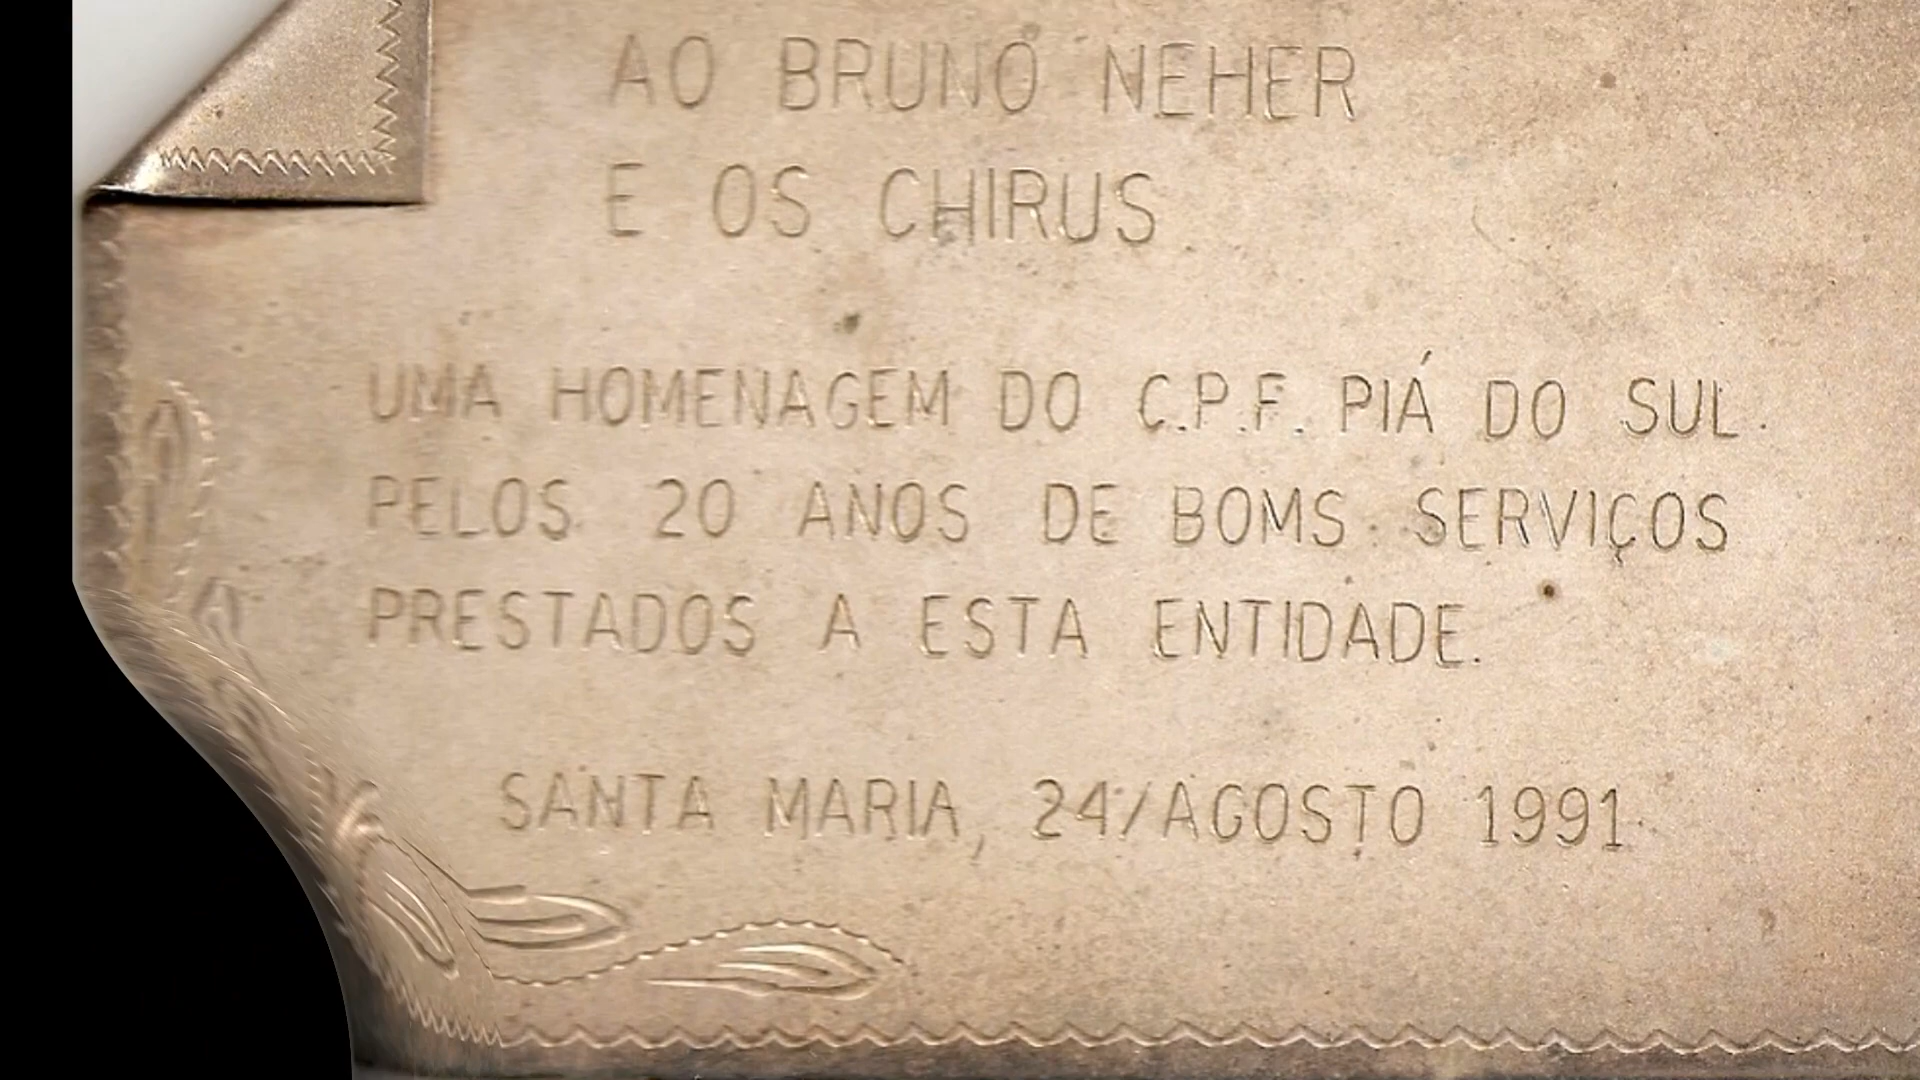 AO BRUNO NEHER
E OS CHIRUS
UMA HOMENAGEM DO C.P.F. PIÁ DO SUL.
PELOS 20 ANOS DE BOMS SERVIÇOS
PRESTADOS A ESTA ENTIDADE.
SANTA MARIA, 24/AGOSTO 1991